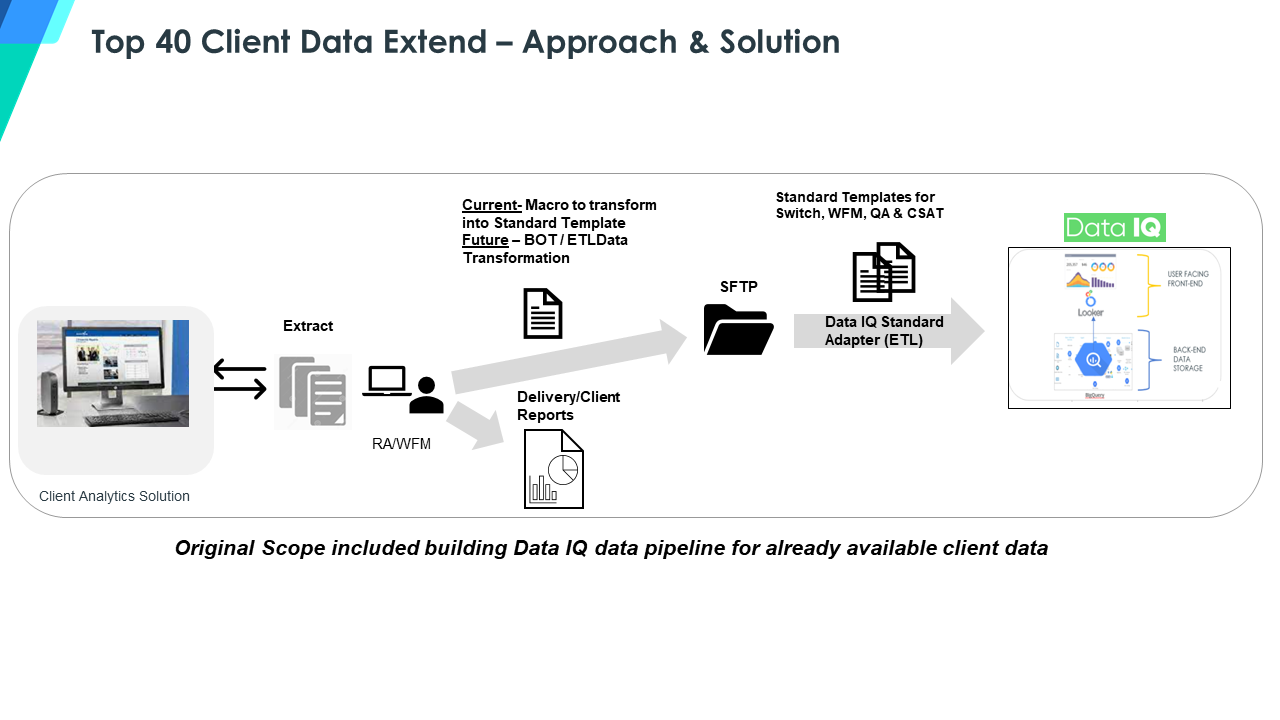 Top 40 Client Data Extend – Approach & Solution
Current- Macro to transform
into Standard Template
Future – BOT / ETLData
Transformation
Standard Templates for
Switch, WFM, QA & CSAT
Data IQ
USER FACING
FRONT-END
Looker
BACK-END
DATA
STORAGE
BigQuery
SFTP
Data IQ Standard
Adapter (ETL)
Extract
RA/WFM
Delivery/Client
Reports
Client Analytics Solution
Original Scope included building Data IQ data pipeline for already available client data